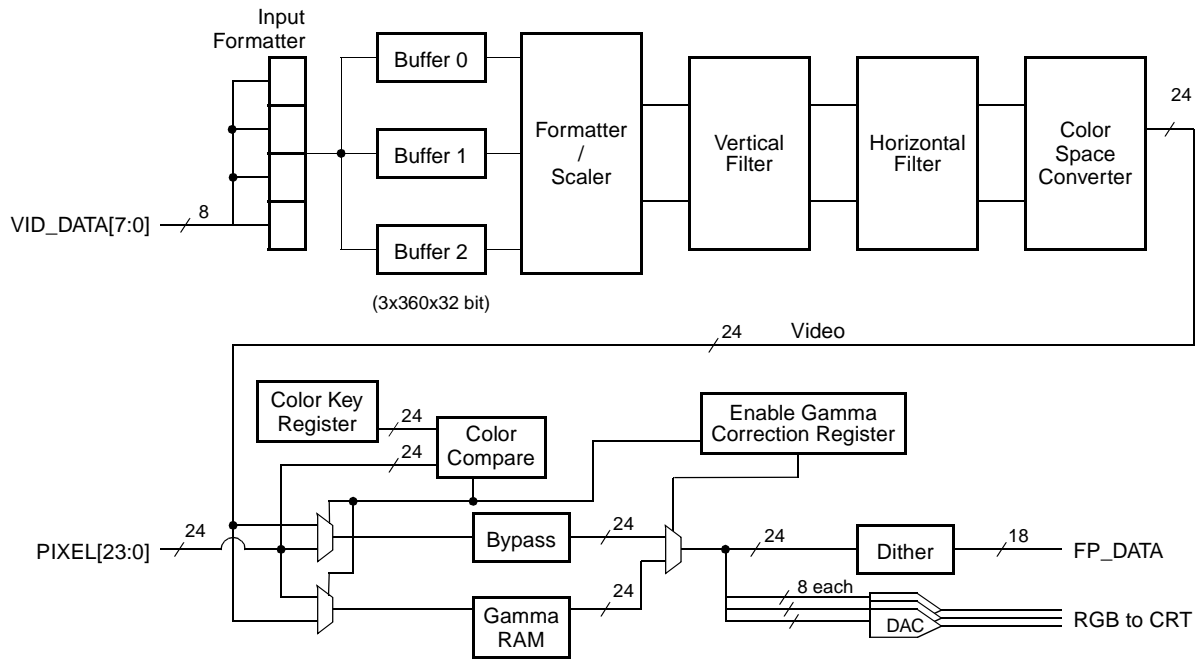 Input
Formatter
Buffer 0
Buffer 1
Buffer 2
(3x360x32 bit)
Formatter
/
Scaler
Vertical
Filter
Horizontal
Filter
Color
Space
Converter
24
VID_DATA[7:0]
8
24
Video
Color Key
Register
24
Color
Compare
24
Enable Gamma
Correction Register
PIXEL[23:0]
24
Bypass
24
24
Dither
18
FP_DATA
Gamma
RAM
24
8 each
DAC
RGB to CRT